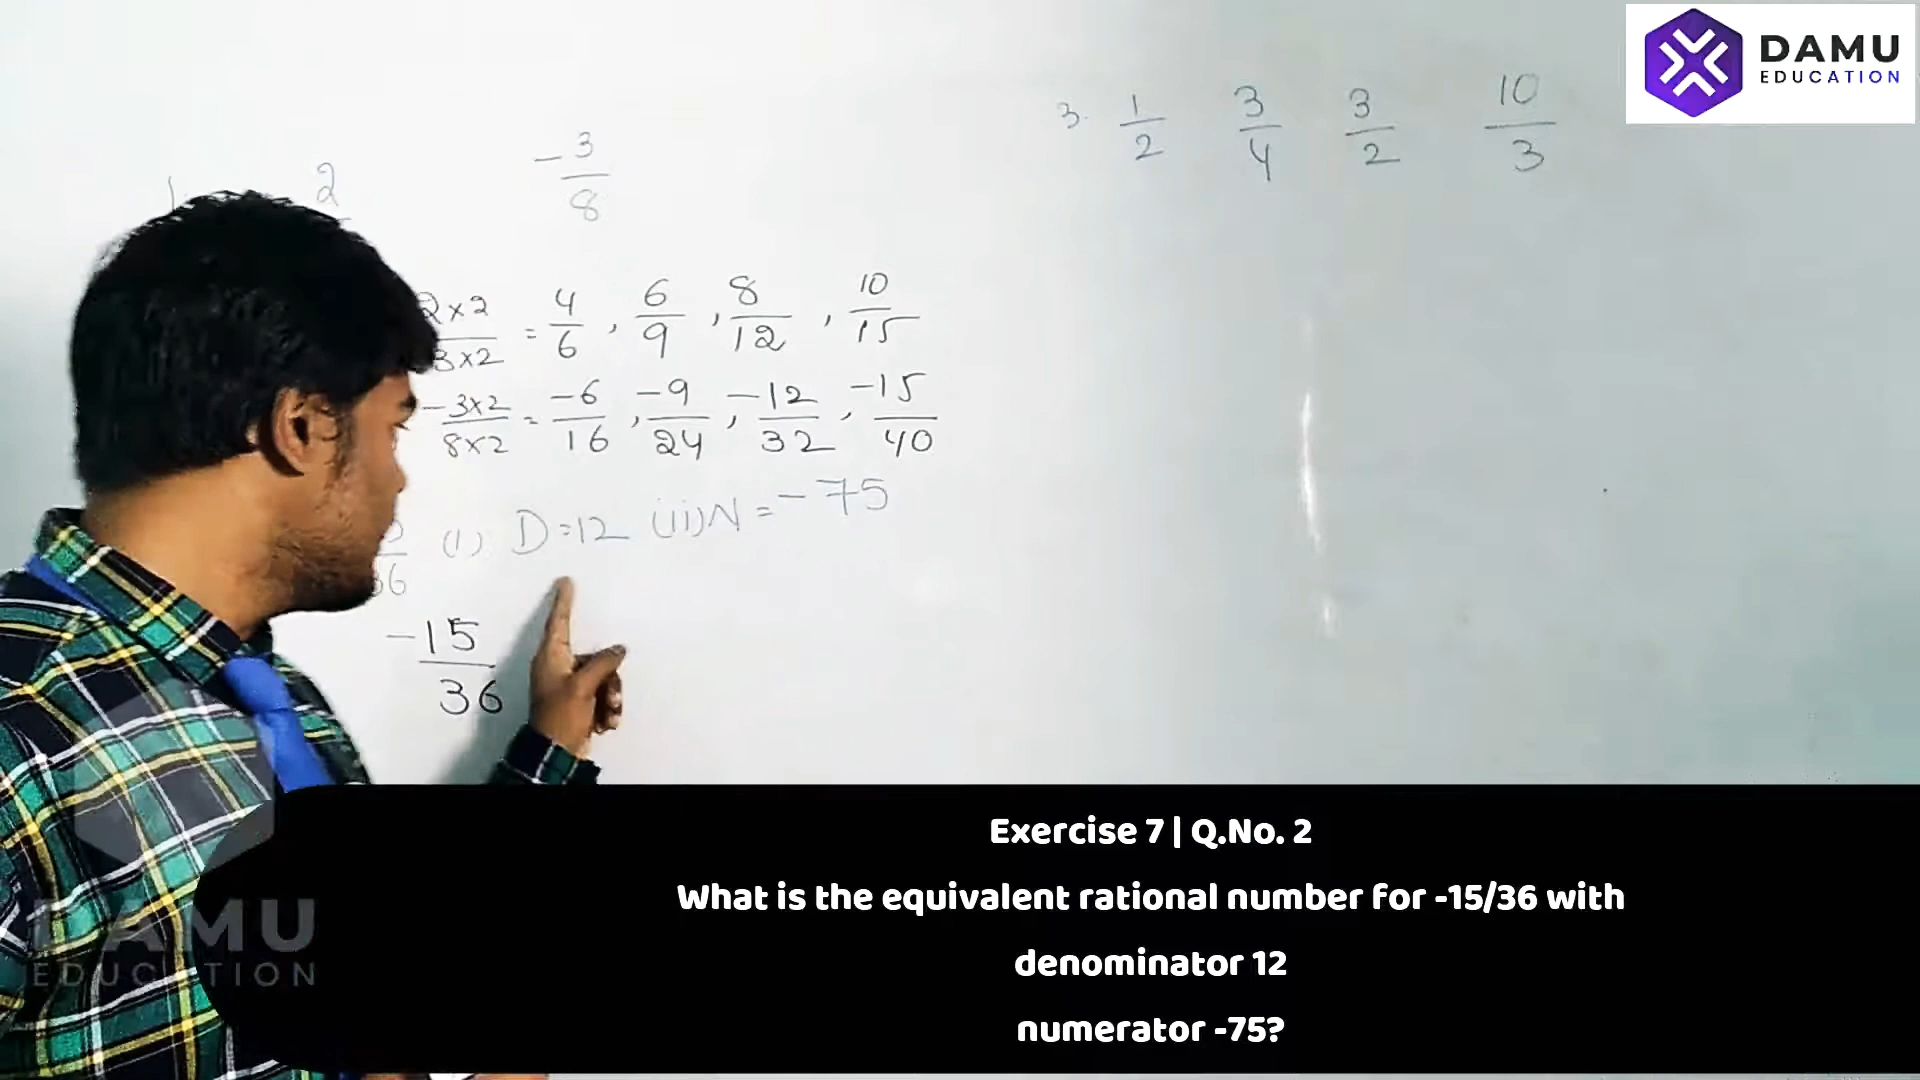 DAMU
EDUCATION
3. 1/2 3/4 3/2 10/3
2
-3/8
2×2/3×2 = 4/6, 6/9, 8/12, 10/15
-3×2/8×2 = -6/16, -9/24, -12/32, -15/40
(i) D=12 (ii) N = -75
-15/36
DAMU
EDUCATION
Exercise 7 | Q.No. 2
What is the equivalent rational number for -15/36 with
denominator 12
numerator -75?